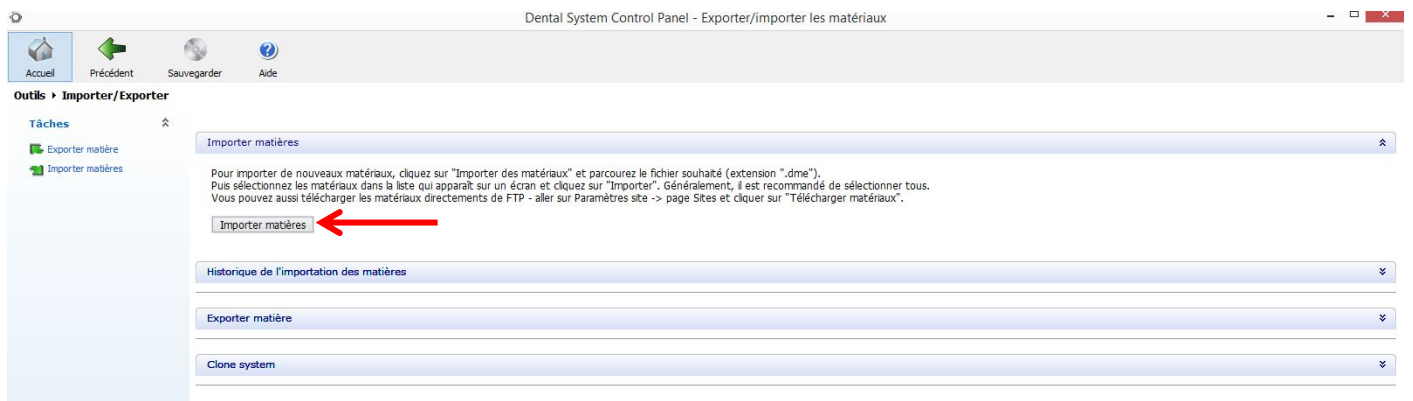 Dental System Control Panel - Exporter/importer les matériaux
Accueil
Précédent
Sauvegarder
Aide
Outils
Importer/Exporter
Tâches
Exporter matière
Importer matières
Importer matières
Pour importer de nouveaux matériaux, cliquez sur "Importer des matériaux" et parcourez le fichier souhaité (extension ".dme").
Puis sélectionnez les matériaux dans la liste qui apparaît sur un écran et cliquez sur "Importer". Généralement, il est recommandé de sélectionner tous.
Vous pouvez aussi télécharger les matériaux directements de FTP - aller sur Paramètres site -> page Sites et cliquer sur "Télécharger matériaux".
Importer matières
Historique de l'importation des matières
Exporter matière
Clone system